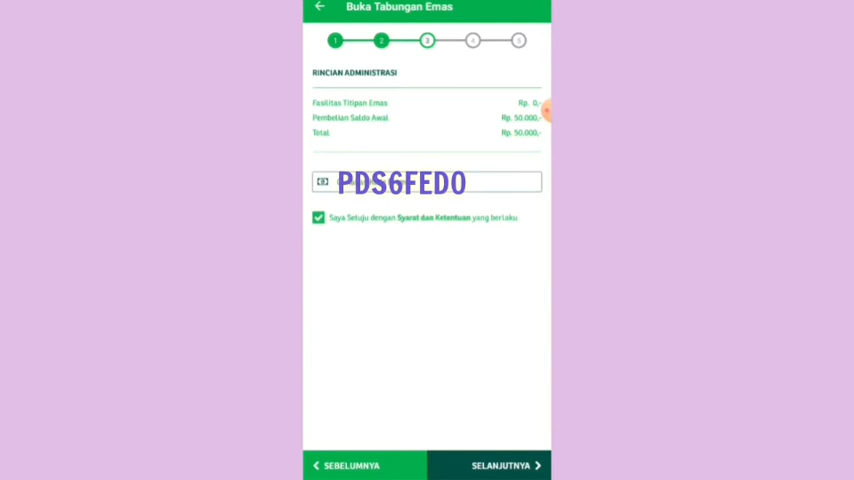 Buka Tabungan Emas
1 2 3 4 5
RINCIAN ADMINISTRASI
Fasilitas Titipan Emas Rp. 0,-
Pembelian Saldo Awal Rp. 50.000,-
Total Rp. 50.000,-
PDS6FEDO
Saya Setuju dengan Syarat dan Ketentuan yang berlaku
SEBELUMNYA SELANJUTNYA